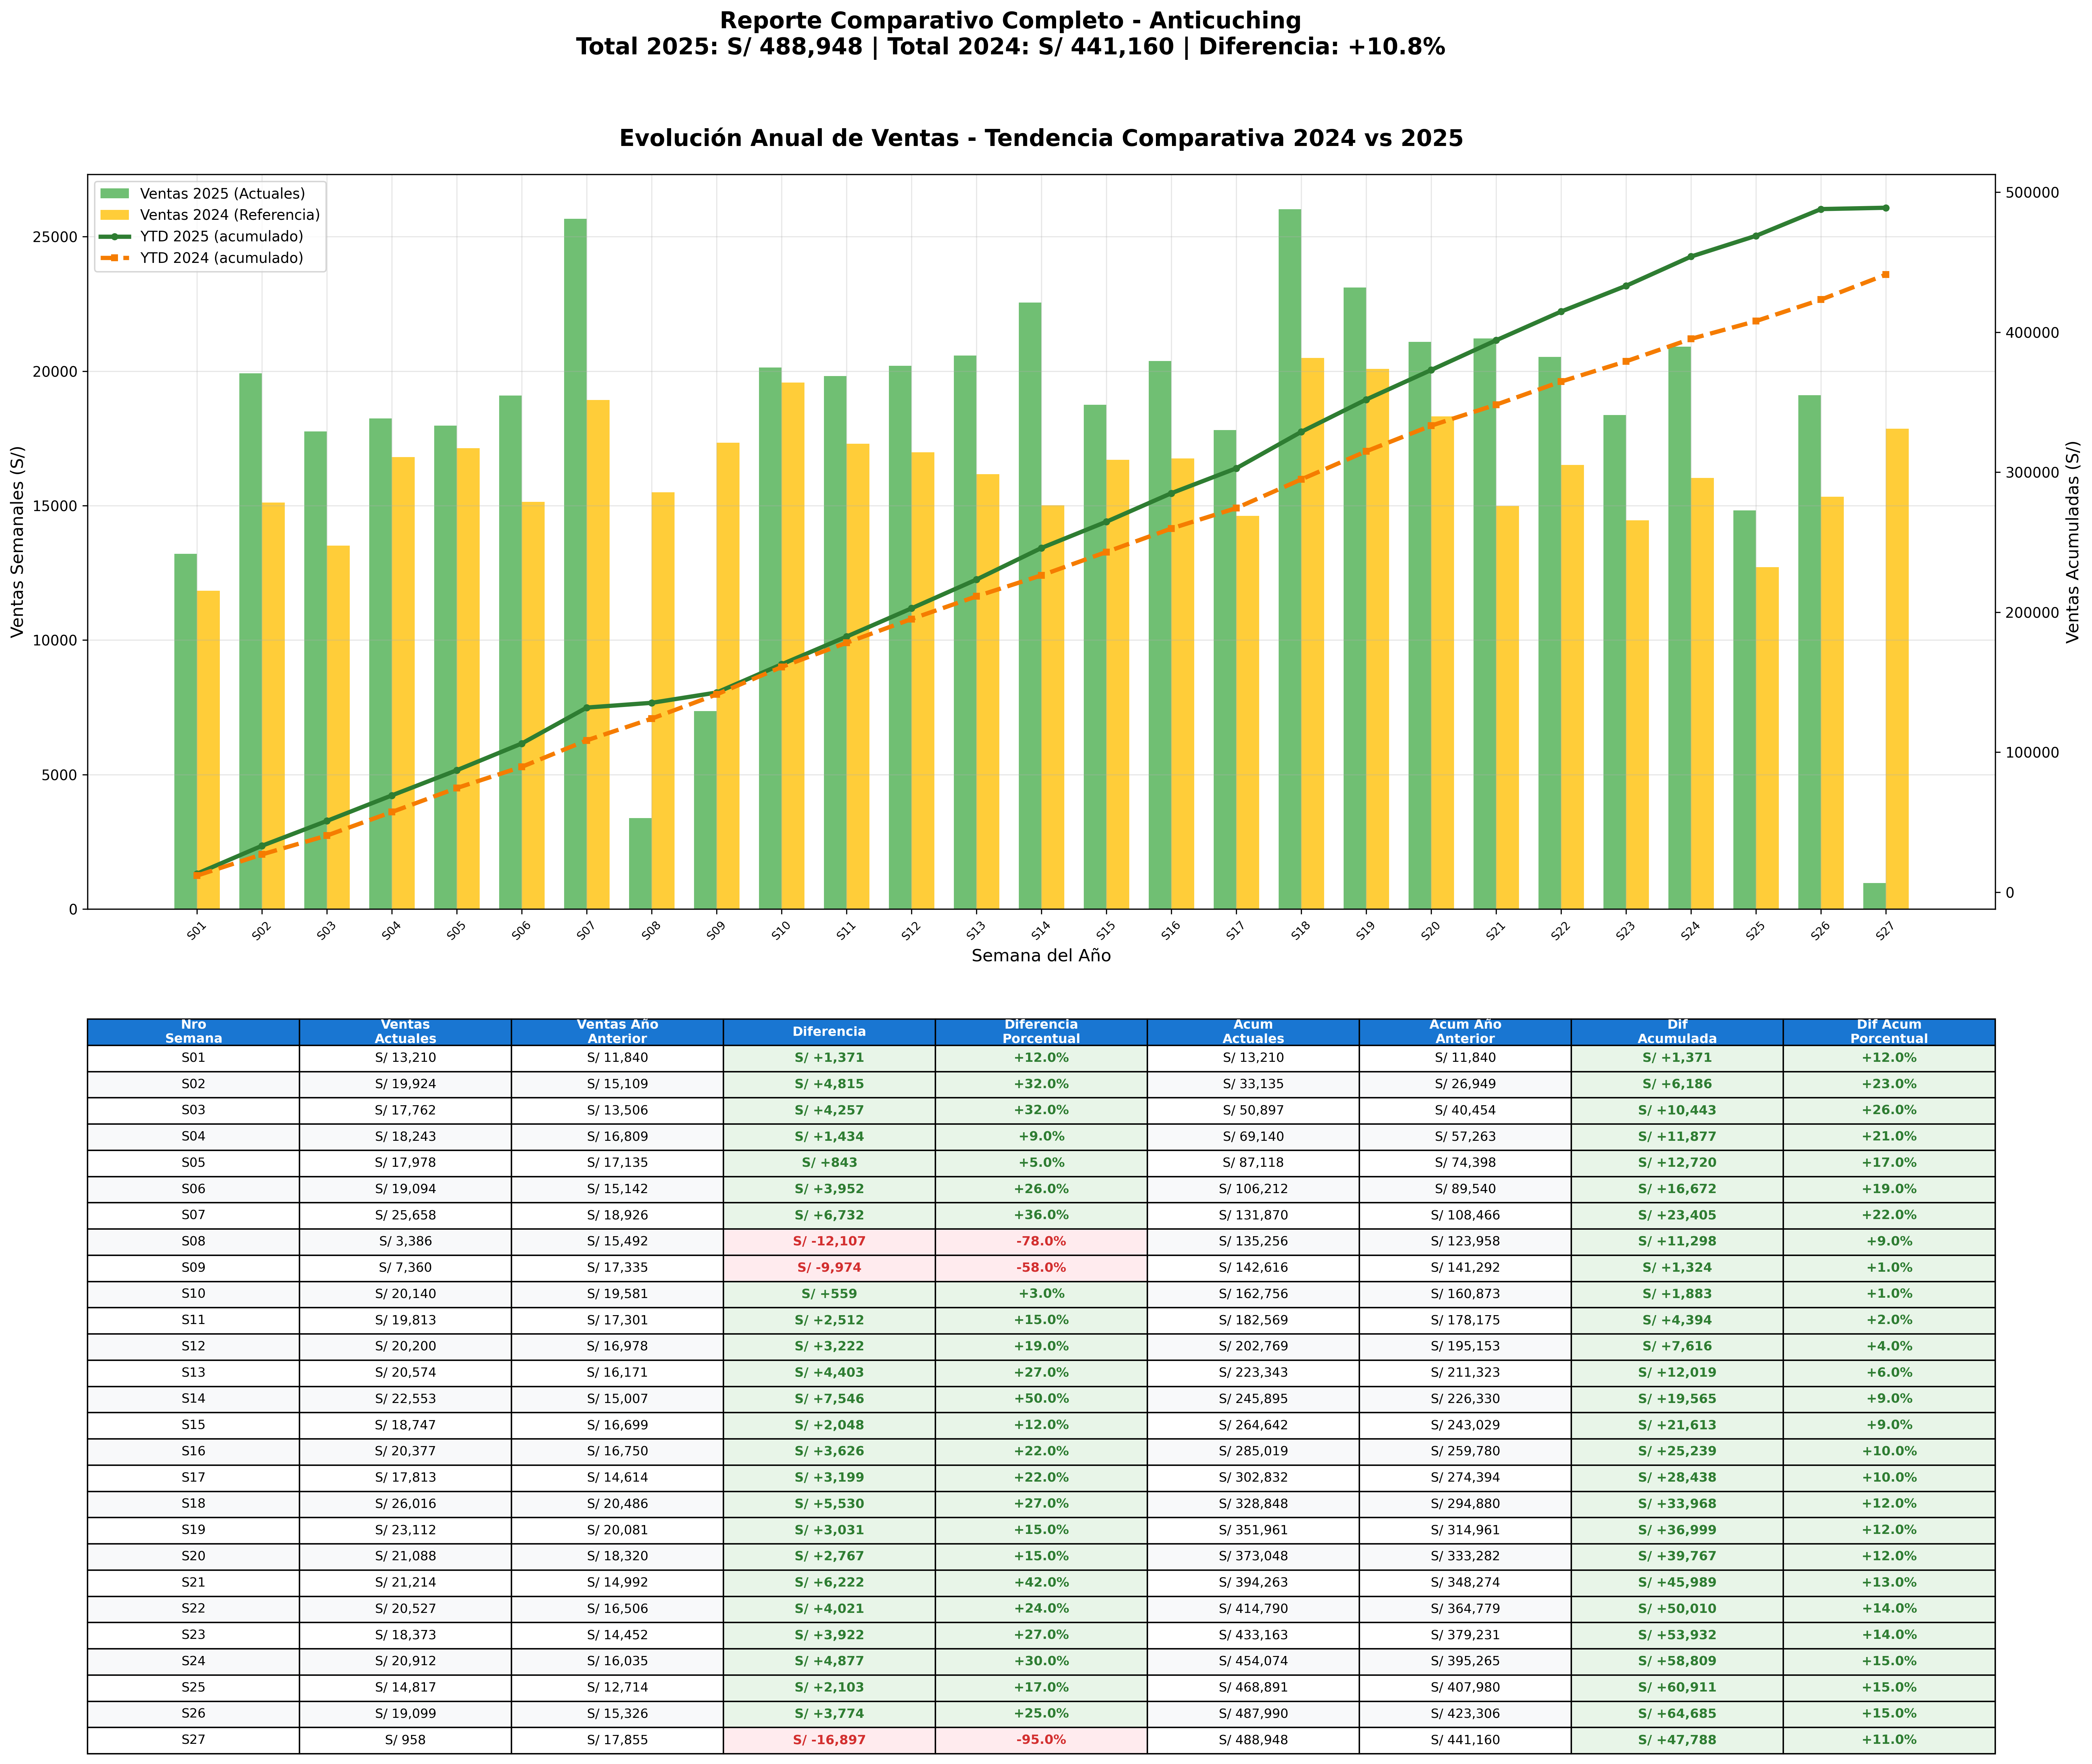 Reporte Comparativo Completo - Anticuching
Total 2025: S/ 488,948 | Total 2024: S/ 441,160 | Diferencia: +10.8%
Evolución Anual de Ventas - Tendencia Comparativa 2024 vs 2025
Ventas 2025 (Actuales)
Ventas 2024 (Referencia)
YTD 2025 (acumulado)
YTD 2024 (acumulado)
Ventas Semanales (S/)
25000
20000
15000
10000
5000
0
500000
400000
300000
200000
100000
0
Ventas Acumuladas (S/)
S01 S02 S03 S04 S05 S06 S07 S08 S09 S10 S11 S12 S13 S14 S15 S16 S17 S18 S19 S20 S21 S22 S23 S24 S25 S26 S27
Semana del Año
Nro Semana Ventas Actuales Ventas Año Anterior Diferencia Diferencia Porcentual Acum Actuales Acum Año Anterior Dif Acumulada Dif Acum Porcentual
S01 S/ 13,210 S/ 11,840 S/ +1,371 +12.0% S/ 13,210 S/ 11,840 S/ +1,371 +12.0%
S02 S/ 19,924 S/ 15,109 S/ +4,815 +32.0% S/ 33,135 S/ 26,949 S/ +6,186 +23.0%
S03 S/ 17,762 S/ 13,506 S/ +4,257 +32.0% S/ 50,897 S/ 40,454 S/ +10,443 +26.0%
S04 S/ 18,243 S/ 16,809 S/ +1,434 +9.0% S/ 69,140 S/ 57,263 S/ +11,877 +21.0%
S05 S/ 17,978 S/ 17,135 S/ +843 +5.0% S/ 87,118 S/ 74,398 S/ +12,720 +17.0%
S06 S/ 19,094 S/ 15,142 S/ +3,952 +26.0% S/ 106,212 S/ 89,540 S/ +16,672 +19.0%
S07 S/ 25,658 S/ 18,926 S/ +6,732 +36.0% S/ 131,870 S/ 108,466 S/ +23,405 +22.0%
S08 S/ 3,386 S/ 15,492 S/ -12,107 -78.0% S/ 135,256 S/ 123,958 S/ +11,298 +9.0%
S09 S/ 7,360 S/ 17,335 S/ -9,974 -58.0% S/ 142,616 S/ 141,292 S/ +1,324 +1.0%
S10 S/ 20,140 S/ 19,581 S/ +559 +3.0% S/ 162,756 S/ 160,873 S/ +1,883 +1.0%
S11 S/ 19,813 S/ 17,301 S/ +2,512 +15.0% S/ 182,569 S/ 178,175 S/ +4,394 +2.0%
S12 S/ 20,200 S/ 16,978 S/ +3,222 +19.0% S/ 202,769 S/ 195,153 S/ +7,616 +4.0%
S13 S/ 20,574 S/ 16,171 S/ +4,403 +27.0% S/ 223,343 S/ 211,323 S/ +12,019 +6.0%
S14 S/ 22,553 S/ 15,007 S/ +7,546 +50.0% S/ 245,895 S/ 226,330 S/ +19,565 +9.0%
S15 S/ 18,747 S/ 16,699 S/ +2,048 +12.0% S/ 264,642 S/ 243,029 S/ +21,613 +9.0%
S16 S/ 20,377 S/ 16,750 S/ +3,626 +22.0% S/ 285,019 S/ 259,780 S/ +25,239 +10.0%
S17 S/ 17,813 S/ 14,614 S/ +3,199 +22.0% S/ 302,832 S/ 274,394 S/ +28,438 +10.0%
S18 S/ 26,016 S/ 20,486 S/ +5,530 +27.0% S/ 328,848 S/ 294,880 S/ +33,968 +12.0%
S19 S/ 23,112 S/ 20,081 S/ +3,031 +15.0% S/ 351,961 S/ 314,961 S/ +36,999 +12.0%
S20 S/ 21,088 S/ 18,320 S/ +2,767 +15.0% S/ 373,048 S/ 333,282 S/ +39,767 +12.0%
S21 S/ 21,214 S/ 14,992 S/ +6,222 +42.0% S/ 394,263 S/ 348,274 S/ +45,989 +13.0%
S22 S/ 20,527 S/ 16,506 S/ +4,021 +24.0% S/ 414,790 S/ 364,779 S/ +50,010 +14.0%
S23 S/ 18,373 S/ 14,452 S/ +3,922 +27.0% S/ 433,163 S/ 379,231 S/ +53,932 +14.0%
S24 S/ 20,912 S/ 16,035 S/ +4,877 +30.0% S/ 454,074 S/ 395,265 S/ +58,809 +15.0%
S25 S/ 14,817 S/ 12,714 S/ +2,103 +17.0% S/ 468,891 S/ 407,980 S/ +60,911 +15.0%
S26 S/ 19,099 S/ 15,326 S/ +3,774 +25.0% S/ 487,990 S/ 423,306 S/ +64,685 +15.0%
S27 S/ 958 S/ 17,855 S/ -16,897 -95.0% S/ 488,948 S/ 441,160 S/ +47,788 +11.0%